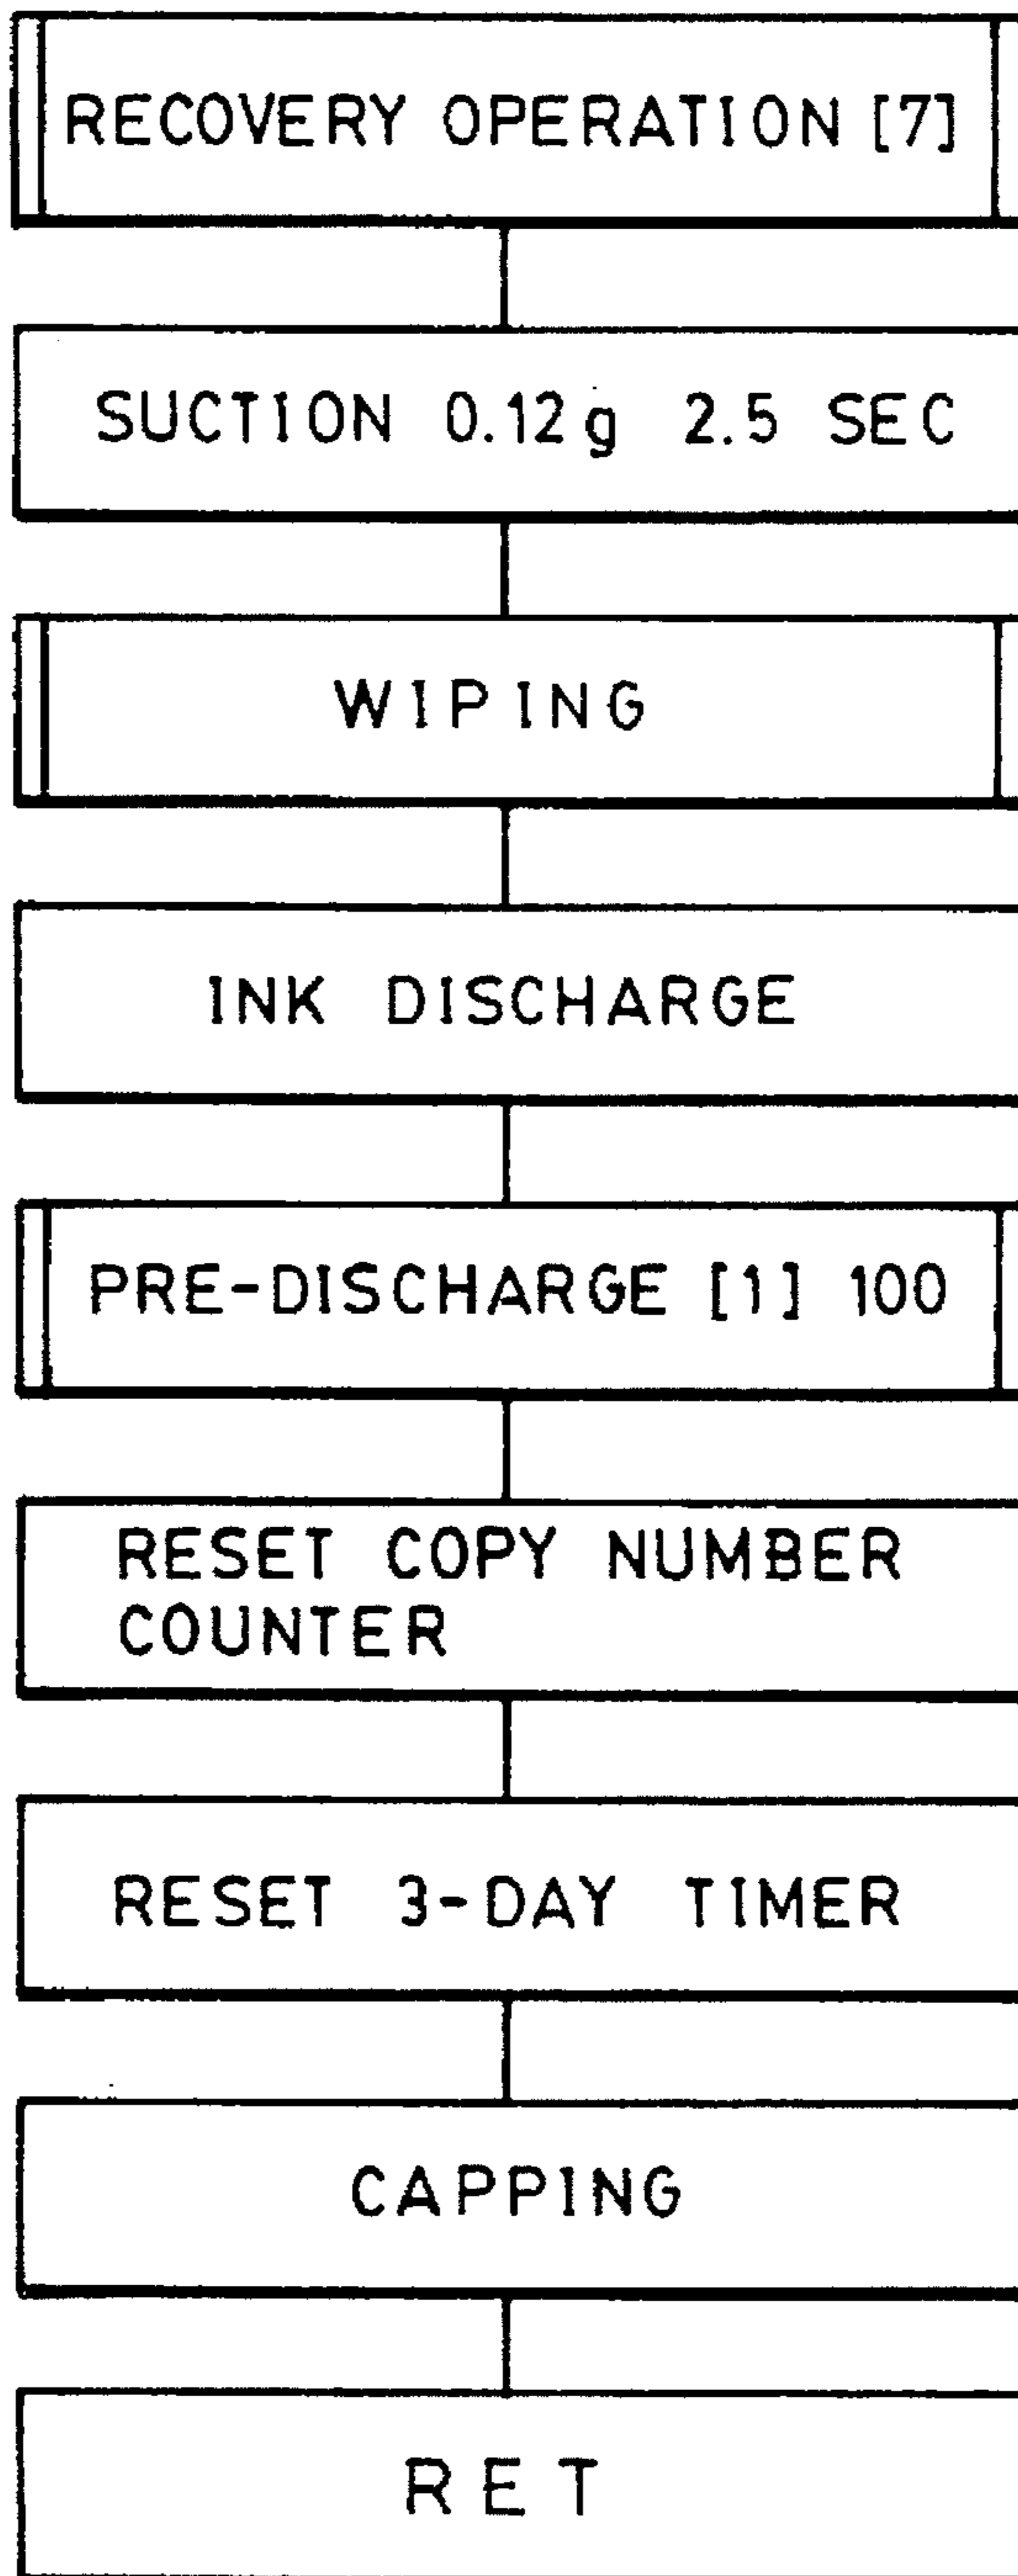 RECOVERY OPERATION [7]
SUCTION 0.12g 2.5 SEC
WIPING
INK DISCHARGE
PRE-DISCHARGE [1] 100
RESET COPY NUMBER
COUNTER
RESET 3-DAY TIMER
CAPPING
RET